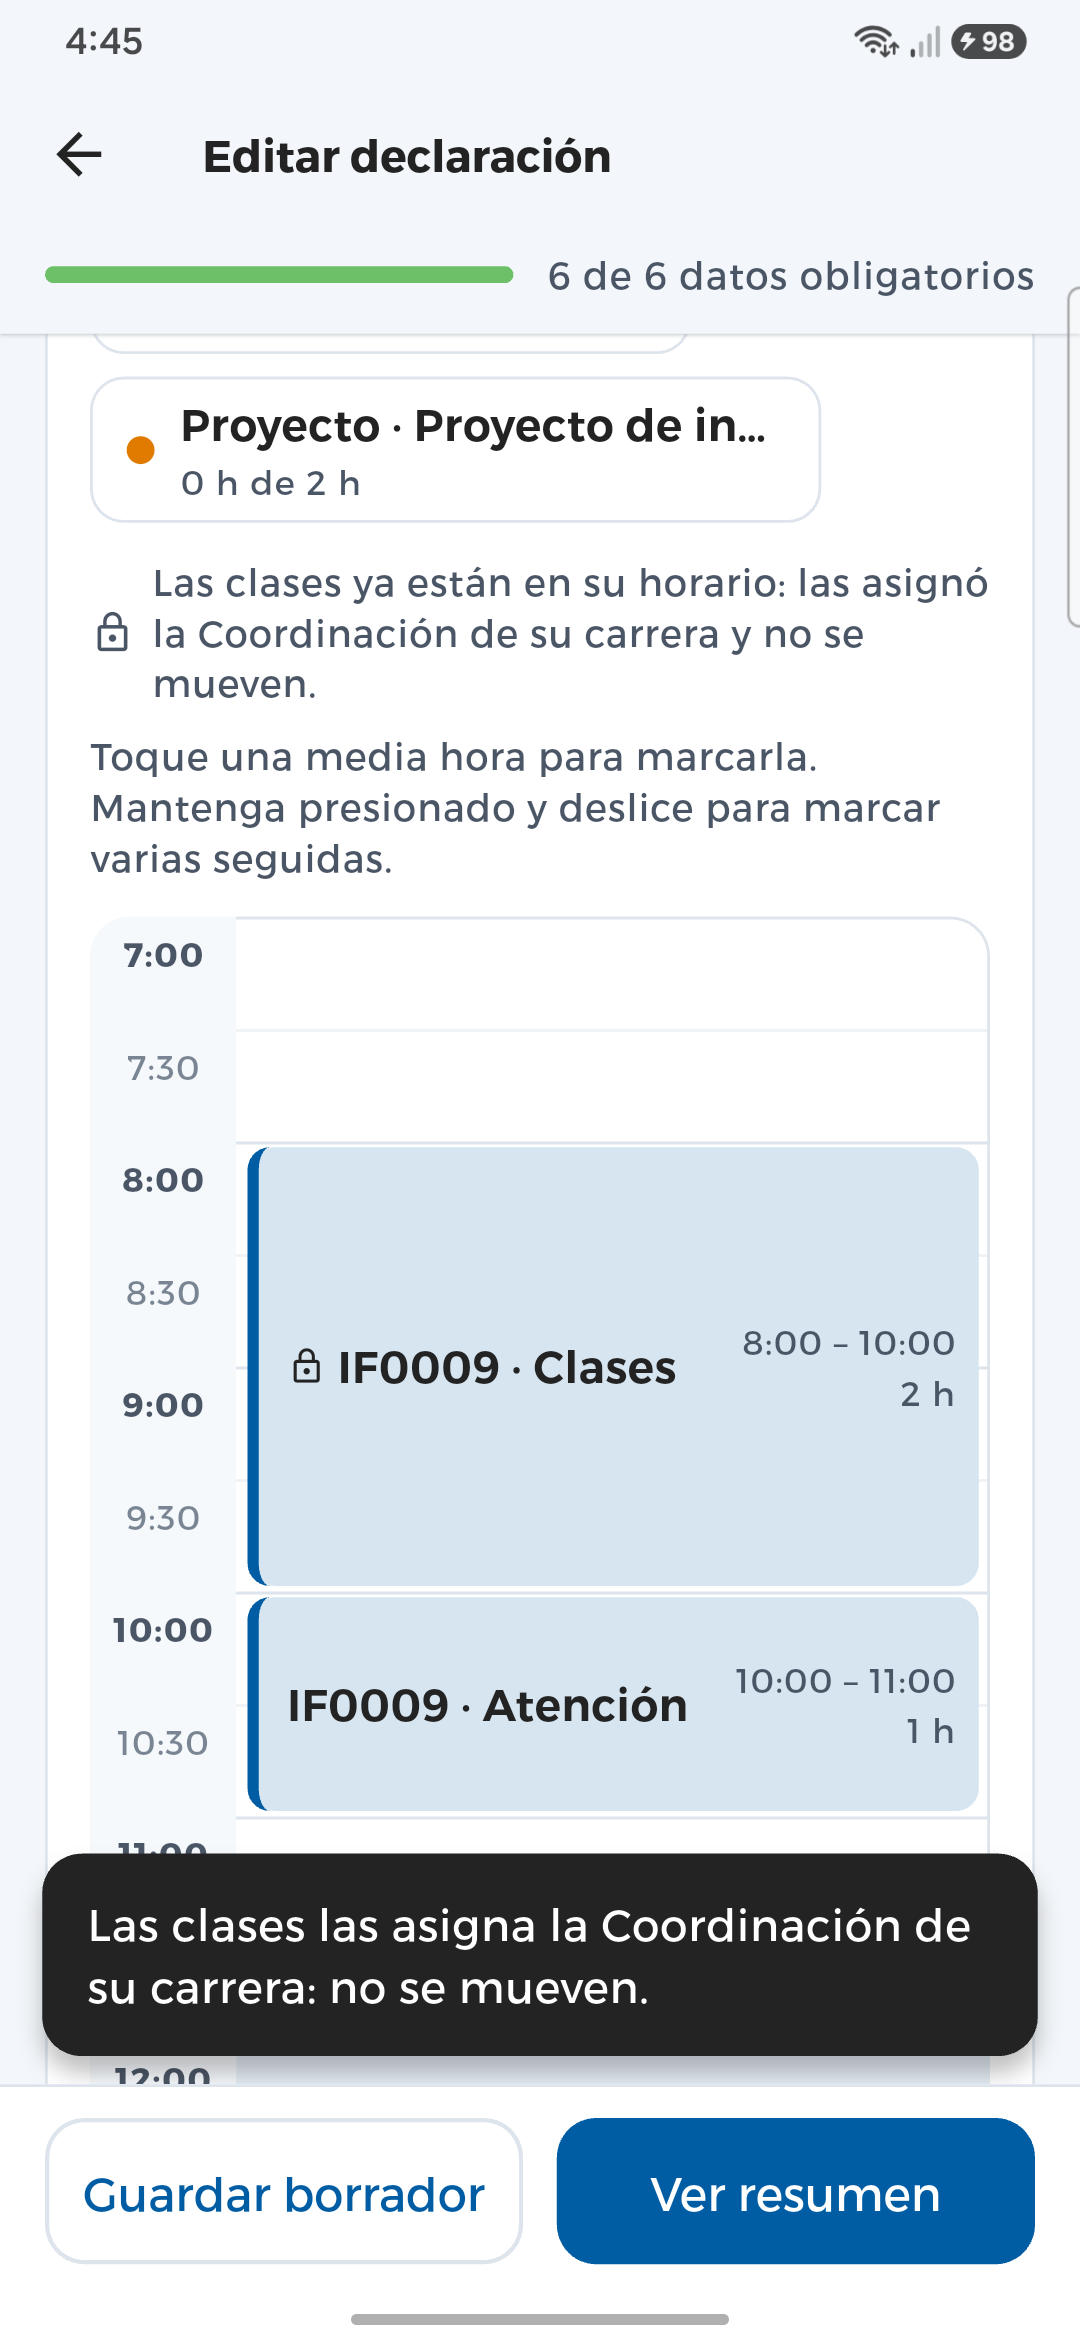 4:45
98
Editar declaración
6 de 6 datos obligatorios
Proyecto · Proyecto de in...
0 h de 2 h
Las clases ya están en su horario: las asignó
la Coordinación de su carrera y no se
mueven.
Toque una media hora para marcarla.
Mantenga presionado y deslice para marcar
varias seguidas.
7:00
7:30
8:00
8:30
IF0009 · Clases
8:00 – 10:00
2 h
9:00
9:30
10:00
IF0009 · Atención
10:00 – 11:00
1 h
10:30
11:00
Las clases las asigna la Coordinación de
su carrera: no se mueven.
12:00
Guardar borrador
Ver resumen